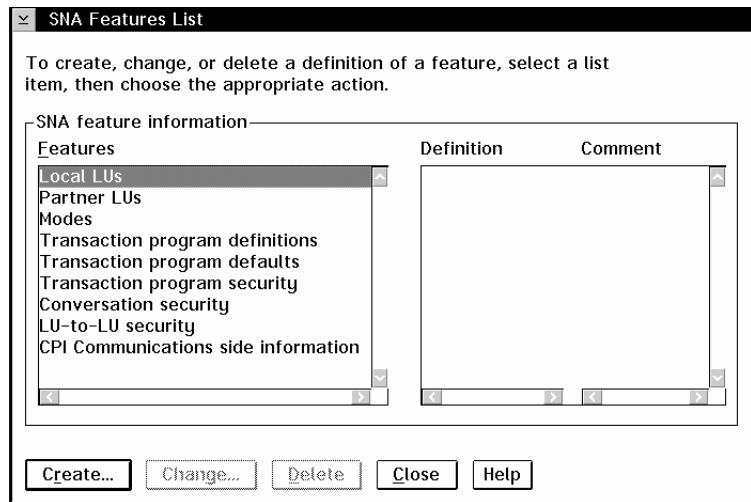 SNA Features List
To create, change, or delete a definition of a feature, select a list
item, then choose the appropriate action.
SNA feature information
Features Definition Comment
Local LUs
Partner LUs
Modes
Transaction program definitions
Transaction program defaults
Transaction program security
Conversation security
LU-to-LU security
CPI Communications side information
Create... Change... Delete Close Help